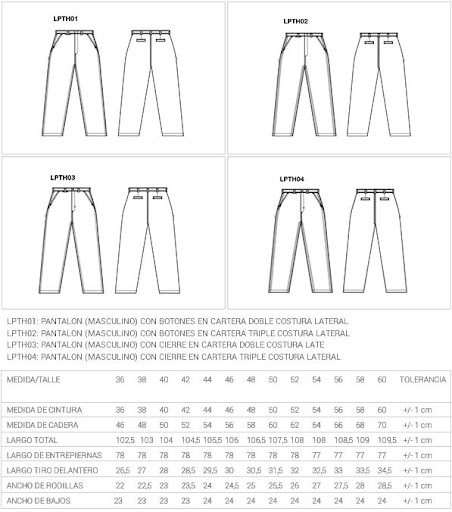 LPTH01
LPTH02
LPTH03
LPTH04
LPTH01: PANTALON (MASCULINO) CON BOTONES EN CARTERA DOBLE COSTURA LATERAL
LPTH02: PANTALON (MASCULINO) CON BOTONES EN CARTERA TRIPLE COSTURA LATERAL
LPTH03: PANTALON (MASCULINO) CON CIERRE EN CARTERA DOBLE COSTURA LATE
LPTH04: PANTALON (MASCULINO) CON CIERRE EN CARTERA TRIPLE COSTURA LATERAL
MEDIDA/TALLE 36 38 40 42 44 46 48 50 52 54 56 58 60 TOLERANCIA
MEDIDA DE CINTURA 36 38 40 42 44 46 48 50 52 54 56 58 60 +/- 1 cm
MEDIDA DE CADERA 46 48 50 52 54 56 58 60 62 64 66 68 70 +/- 1 cm
LARGO TOTAL 102,5 103 104 104,5 105,5 106 106,5 107,5 108 108 108,5 109 109,5 +/- 1 cm
LARGO DE ENTREPIERNAS 78 78 78 78 78 78 78 78 78 77 77 77 77 +/- 1 cm
LARGO TIRO DELANTERO 26,5 27 28 28,5 29,5 30 30,5 31,5 32 32,5 33 33,5 34,5 +/- 1 cm
ANCHO DE RODILLAS 22 22,5 23 23,5 23 24,5 25 25,5 26 27 27,5 28 28,5 +/- 1 cm
ANCHO DE BAJOS 23 23 23 24 24 24 24 24 24 24 24 24 24 +/- 1 cm